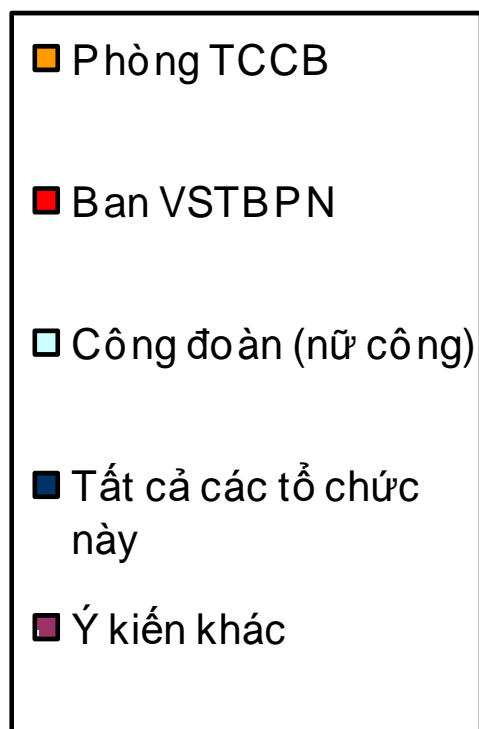 Phòng TCCB
Ban VSTBPN
Công đoàn (nữ công)
Tất cả các tổ chức
này
Ý kiến khác